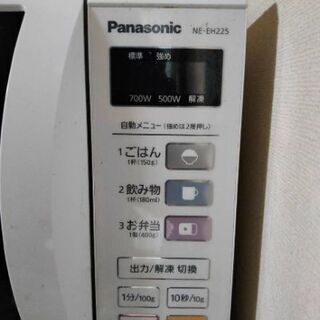 Panasonic NE-EH225
標準 強め
700W 500W 解凍
自動メニュー (強めは2度押し)
1 ごはん
1杯(150g)
2 飲み物
1杯(180ml)
3 お弁当
1個(400g)
出力/解凍 切換
1分/100g 10秒/10g